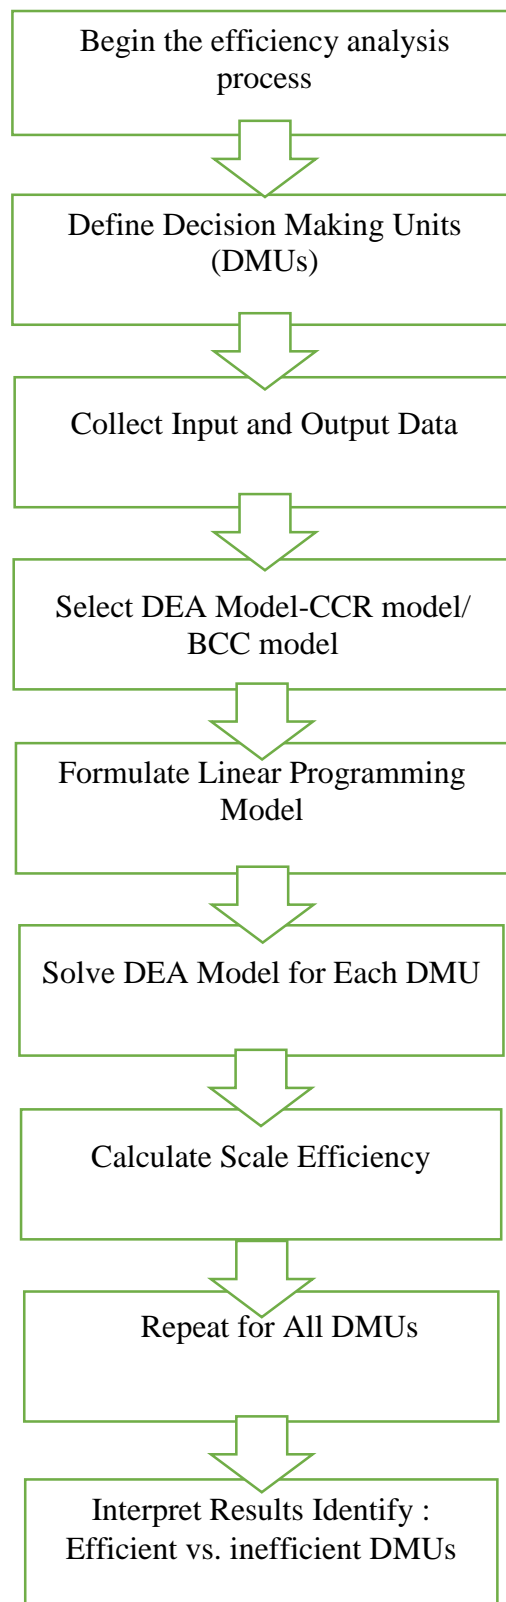 Begin the efficiency analysis
process
Define Decision Making Units
(DMUs)
Collect Input and Output Data
Select DEA Model-CCR model/
BCC model
Formulate Linear Programming
Model
Solve DEA Model for Each DMU
Calculate Scale Efficiency
Repeat for All DMUs
Interpret Results Identify :
Efficient vs. inefficient DMUs